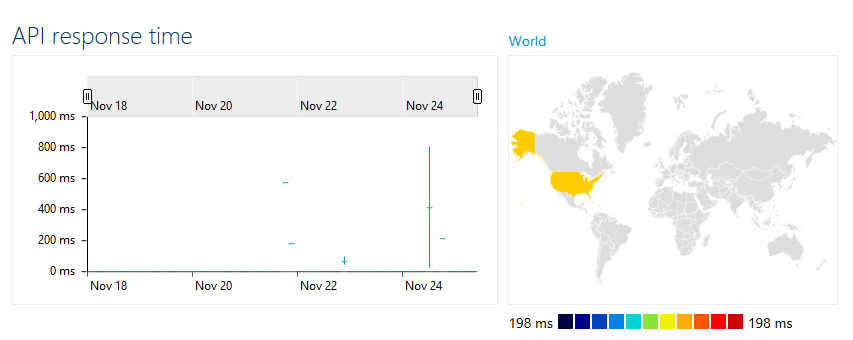 API response time
World
Nov 18 Nov 20 Nov 22 Nov 24
1,000 ms
800 ms
600 ms
400 ms
200 ms
0 ms
Nov 18 Nov 20 Nov 22 Nov 24
198 ms 198 ms